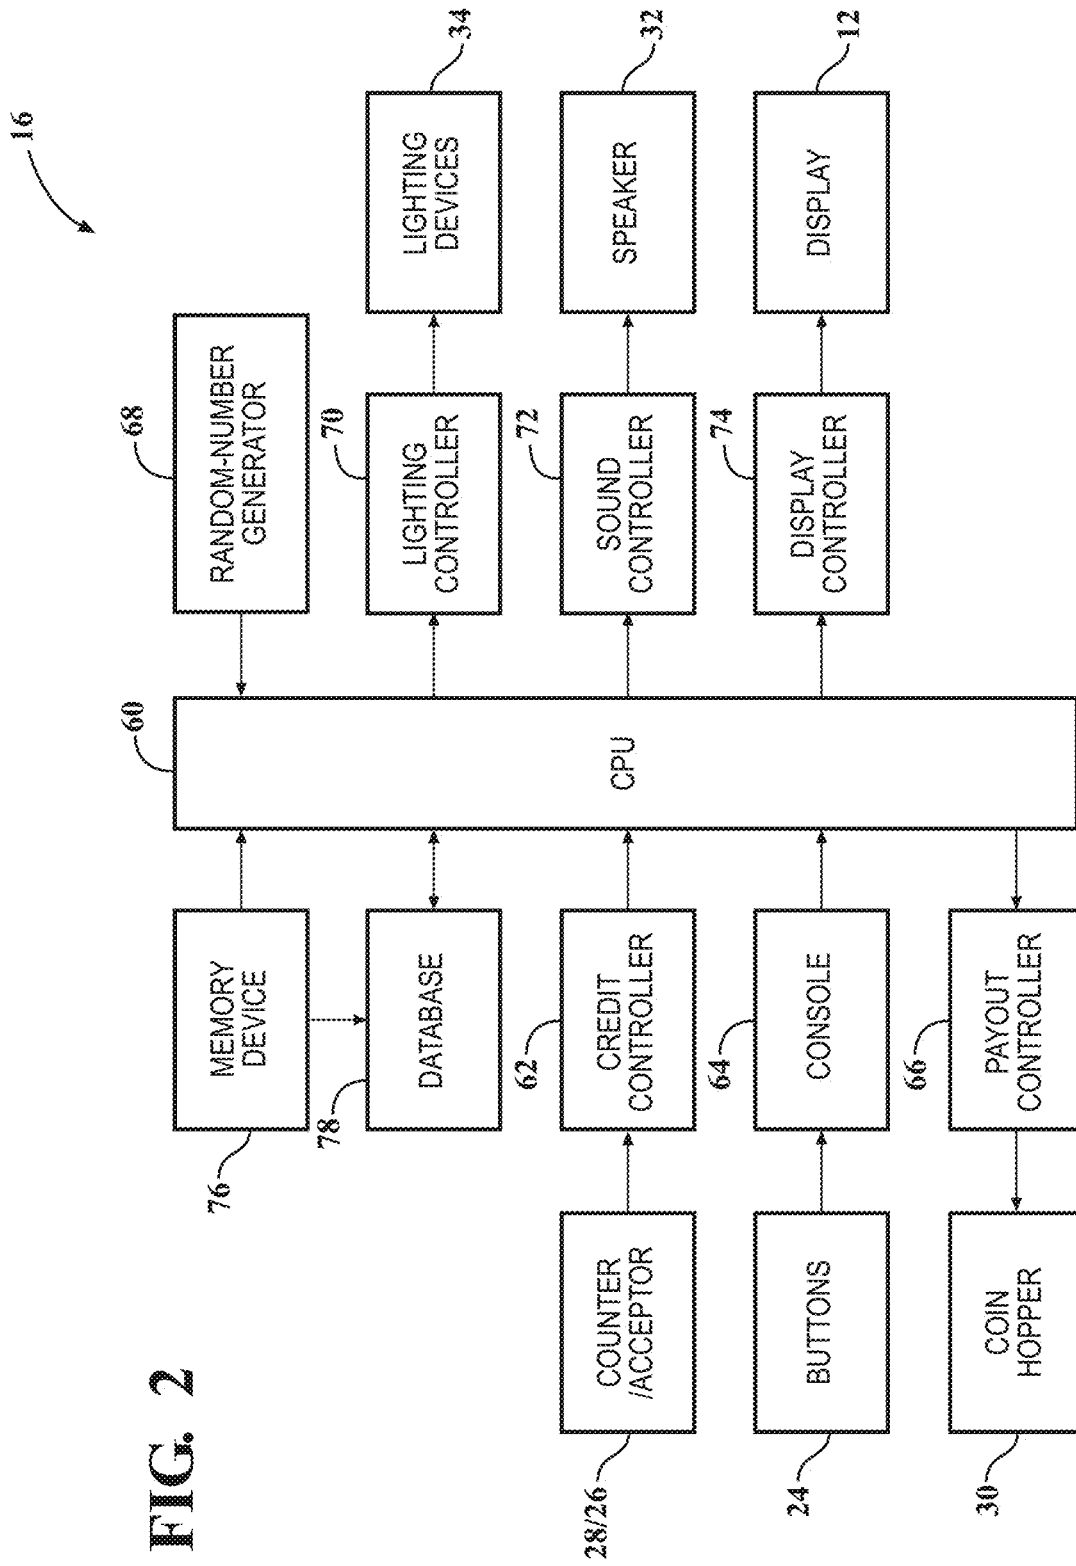 FIG. 2
16
76
MEMORY
DEVICE
60
68
RANDOM-NUMBER
GENERATOR
78
DATABASE
70
LIGHTING
CONTROLLER
LIGHTING
DEVICES
34
28/26
COUNTER
/ACCEPTOR
62
CREDIT
CONTROLLER
CPU
72
SOUND
CONTROLLER
SPEAKER
32
24
BUTTONS
64
CONSOLE
74
DISPLAY
CONTROLLER
DISPLAY
12
30
COIN
HOPPER
66
PAYOUT
CONTROLLER